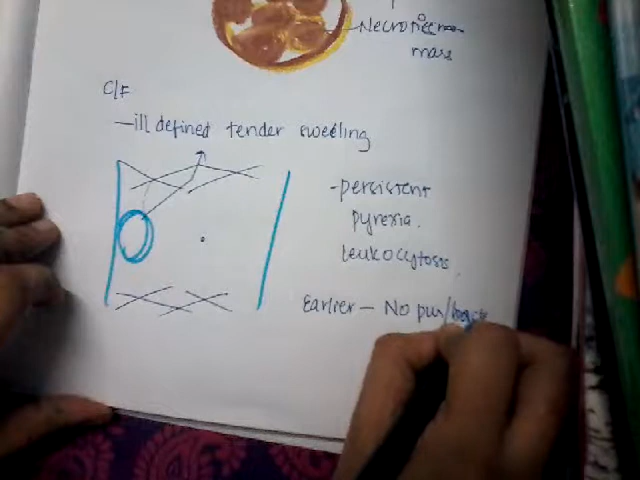 Necrotic
mass
C/F
- ill defined tender swelling
- persistent
pyrexia.
leukocytosis.
Earlier - No pus/